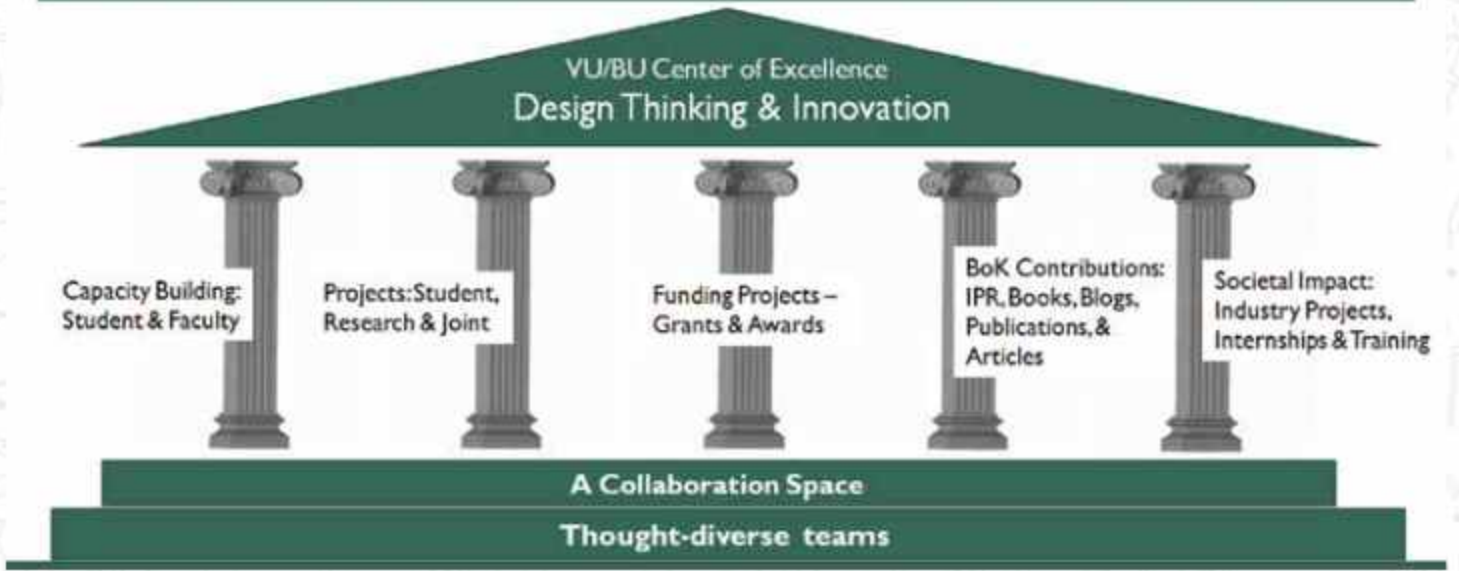 VU/BU Center of Excellence
Design Thinking & Innovation
Capacity Building:
Student & Faculty
Projects: Student,
Research & Joint
Funding Projects –
Grants & Awards
BoK Contributions:
IPR, Books, Blogs,
Publications, &
Articles
Societal Impact:
Industry Projects,
Internships & Training
A Collaboration Space
Thought-diverse teams